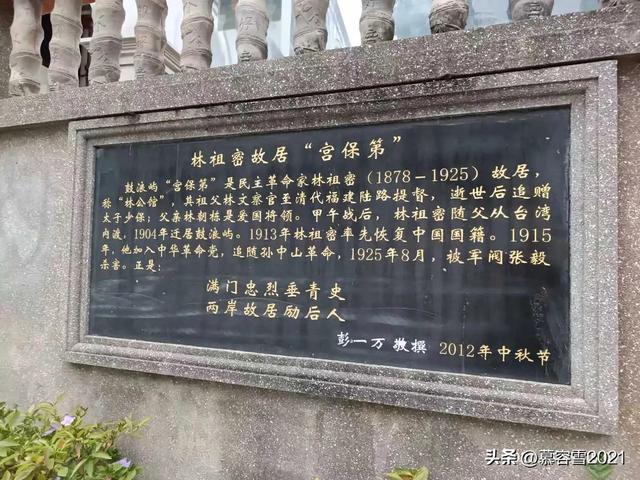 林祖密故居“宫保第”
鼓浪屿“宫保第”是民主革命家林祖密(1878-1925)故居,
称“林公馆”,其祖父林文察官至清代福建陆路提督,逝世后追赠
太子少保;父亲林朝栋是爱国将领。甲午战后,林祖密随父从台湾
内渡,1904年迁居鼓浪屿。1913年林祖密率先恢复中国国籍。1915
年,他加入中华革命党,追随孙中山革命,1925年8月,被军阀张毅
杀害。正是:
满门忠烈垂青史
两岸故居励后人
彭一万 敬撰 2012年中秋节
头条@慕容雪2021